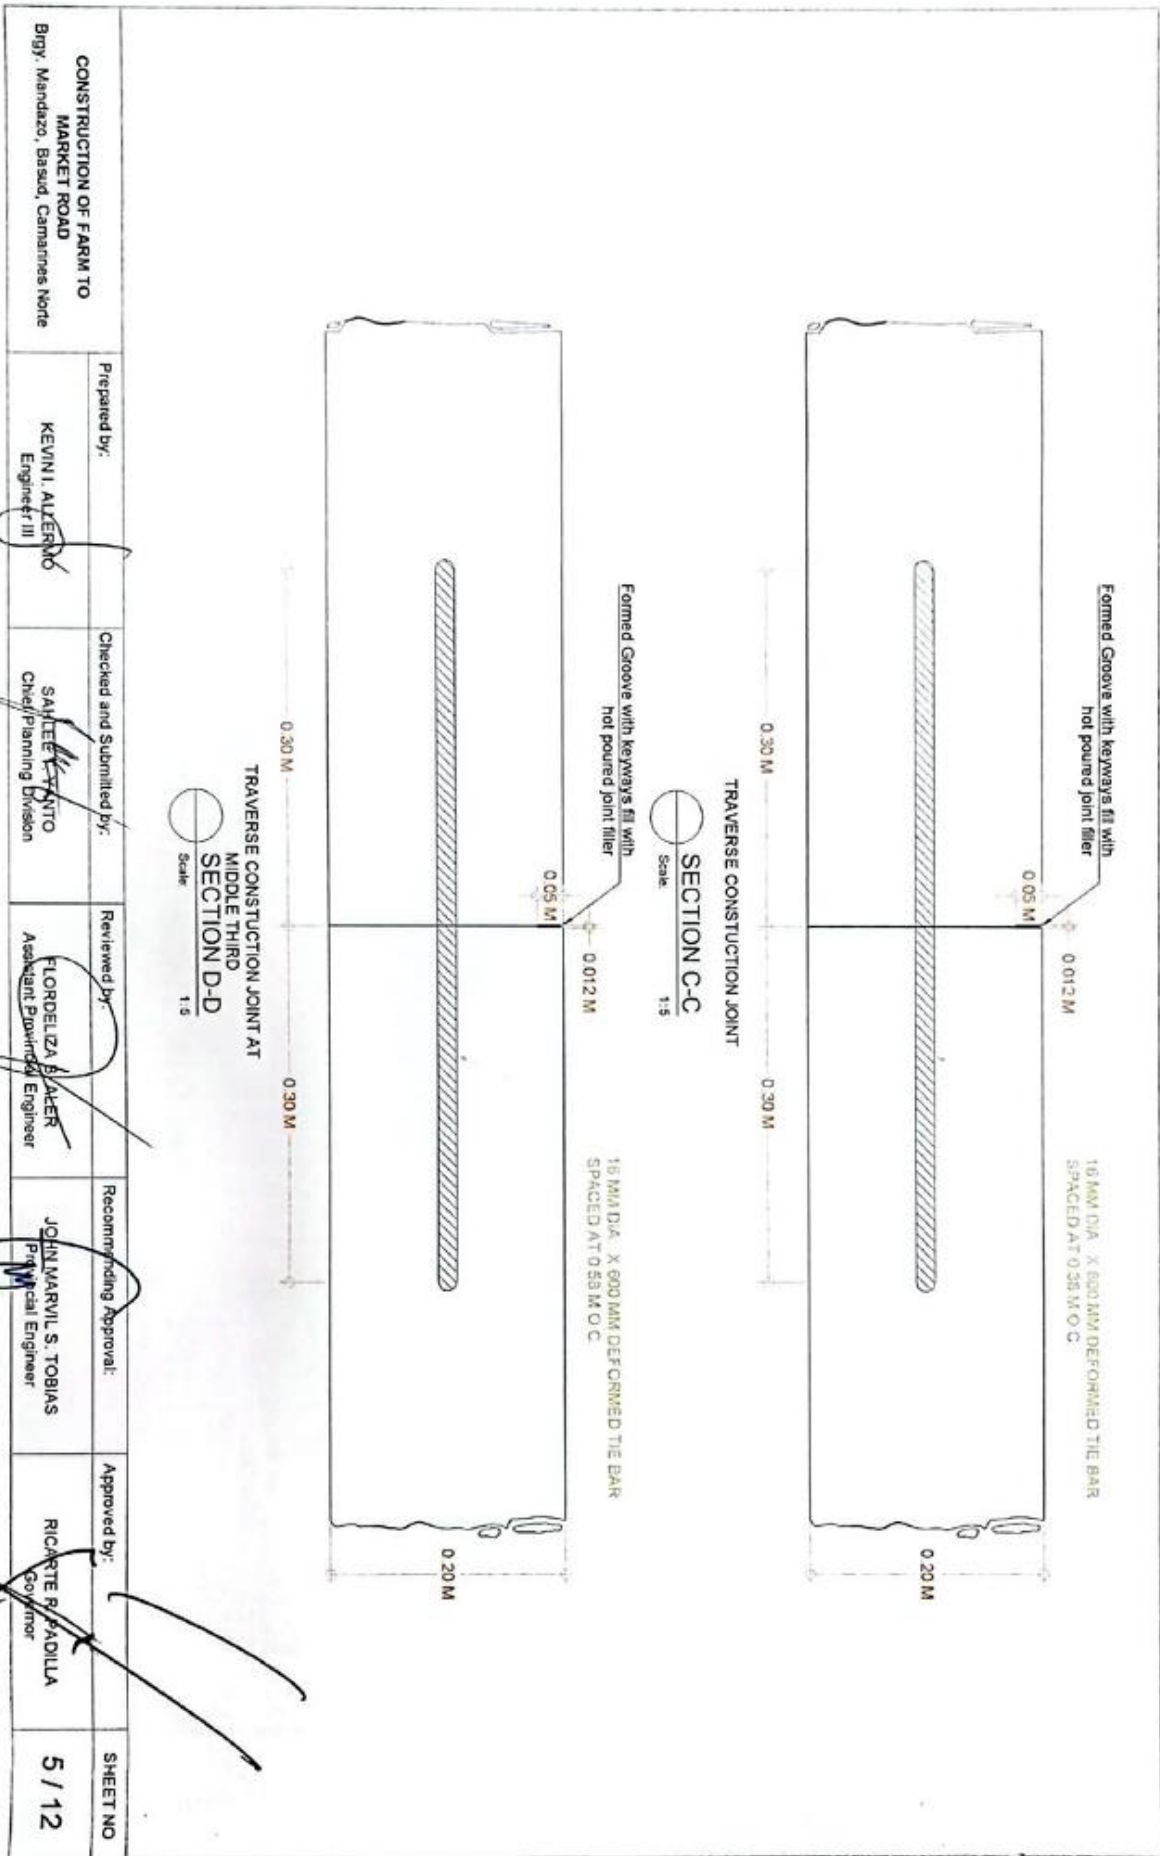 Formed Groove with keyways fill with
hot poured joint filler
0.05 M
0.012 M
16 MM DIA X 600 MM DEFORMED TIE BAR
SPACED AT 0.35 M O C
0.20 M
0.30 M
0.30 M
TRAVERSE CONSTUCTION JOINT
SECTION C-C
Scale:
1:5
Formed Groove with keyways fill with
hot poured joint filler
0.05 M
0.012 M
16 MM DIA X 600 MM DEFORMED TIE BAR
SPACED AT 0.53 M O C
0.20 M
0.30 M
0.30 M
TRAVERSE CONSTUCTION JOINT AT
MIDDLE THIRD
SECTION D-D
Scale:
1:5
CONSTRUCTION OF FARM TO
MARKET ROAD
Brgy. Mandazo, Basud, Camarines Norte
Prepared by:
KEVIN I. ALLERMO
Engineer III
Checked and Submitted by:
SAHLEE YANTO
Chief Planning Division
Reviewed by:
FLORDELIZA B. ALER
Assistant Provincial Engineer
Recommending Approval:
JOHN MARVIL S. TOBIAS
Provincial Engineer
Approved by:
RICARTE R. PADILLA
Governor
SHEET NO
5 / 12